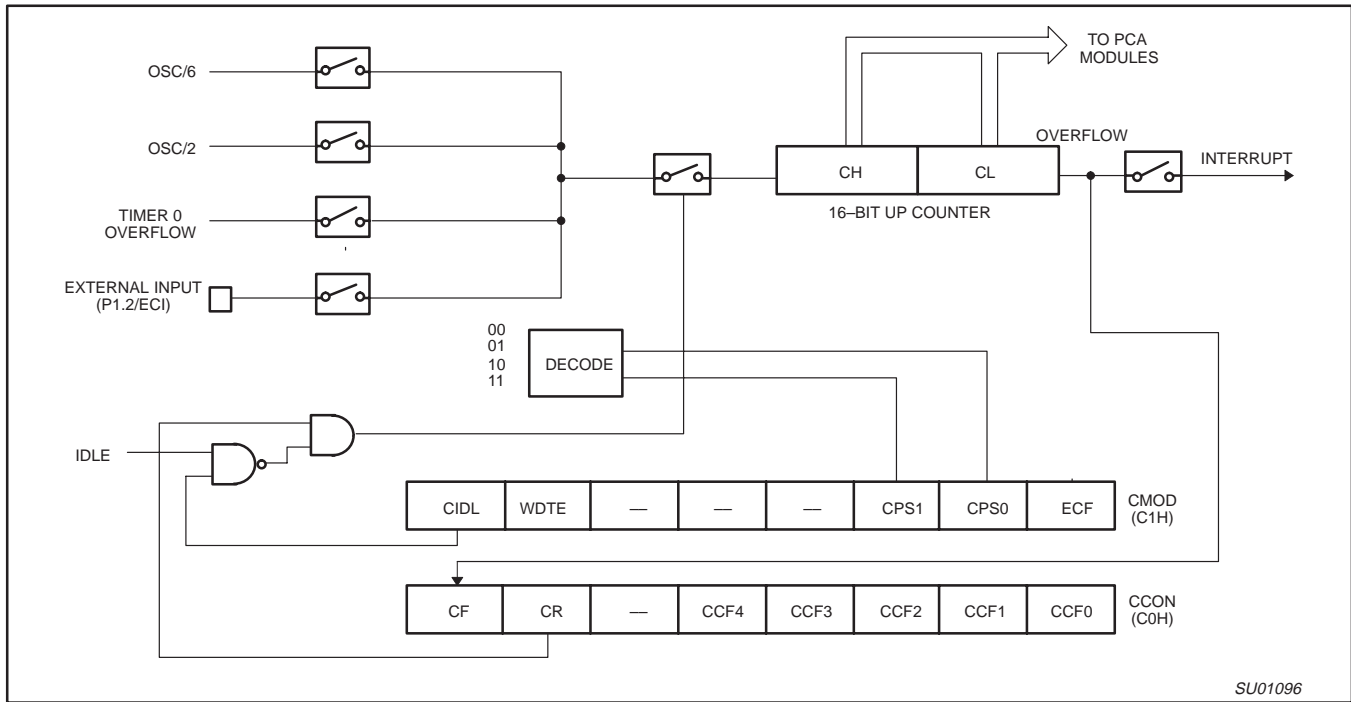 TO PCA
MODULES
OSC/6
OVERFLOW
OSC/2
CH
CL
INTERRUPT
16–BIT UP COUNTER
TIMER 0
OVERFLOW
EXTERNAL INPUT
(P1.2/ECI)
00
01
10
11
DECODE
IDLE
CIDL WDTE –– –– –– CPS1 CPS0 ECF
CMOD
(C1H)
CF CR –– CCF4 CCF3 CCF2 CCF1 CCF0
CCON
(C0H)
SU01096